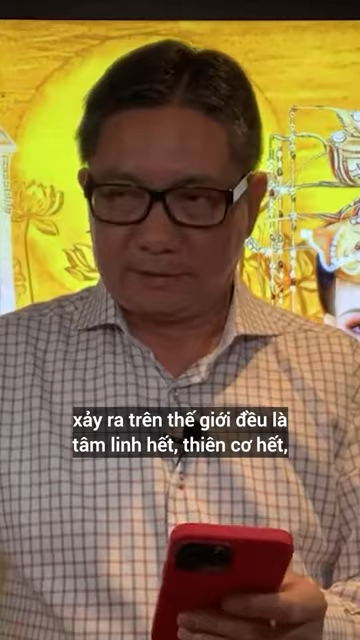 xảy ra trên thế giới đều là
tâm linh hết, thiên cơ hết,